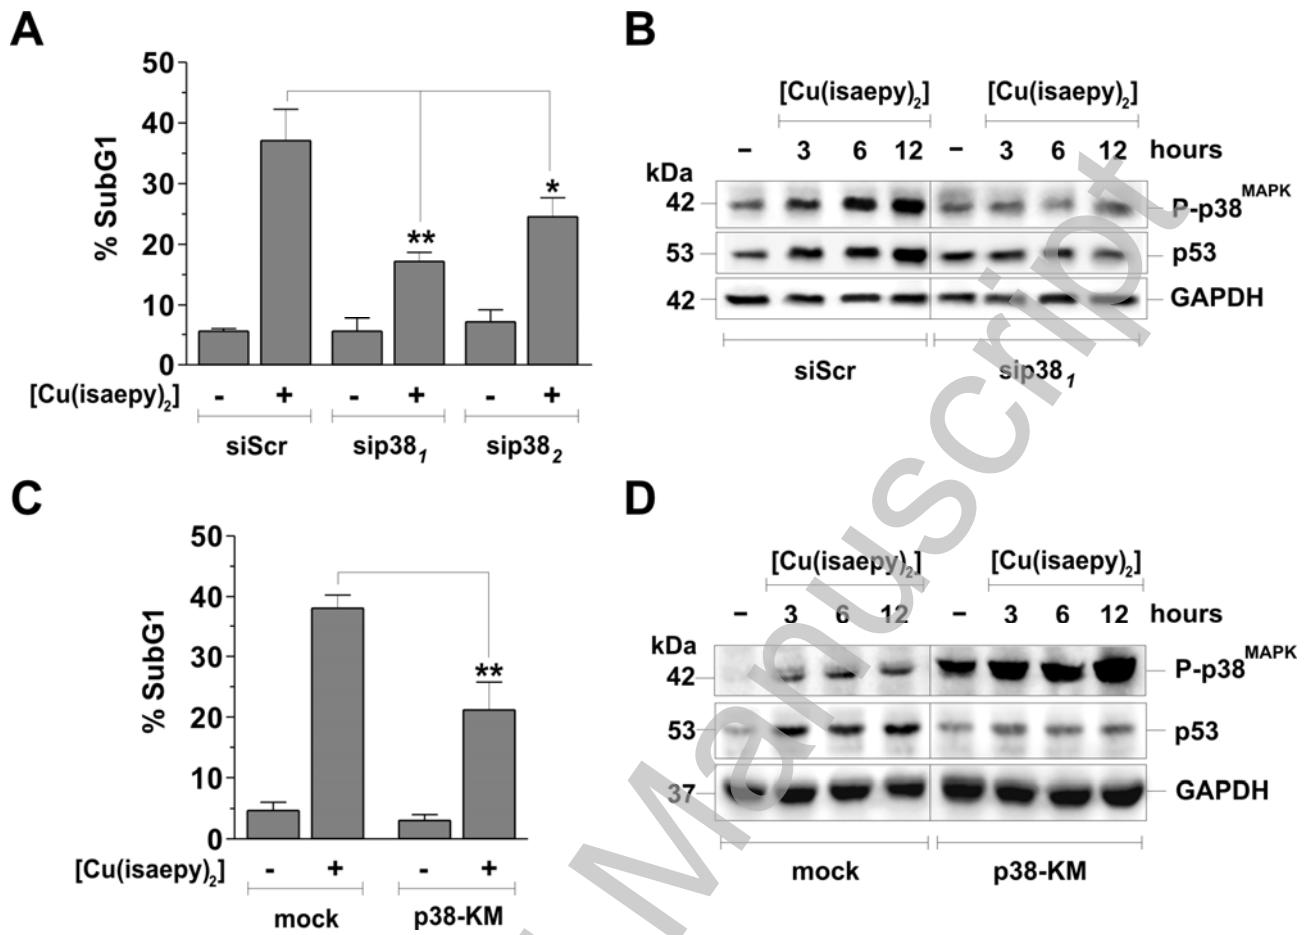 A
50
40
30
20
10
0
% SubG1
**
*
[Cu(isaepy)2]
- + - + - +
siScr sip381 sip382
B
[Cu(isaepy)2] [Cu(isaepy)2]
– 3 6 12 – 3 6 12 hours
kDa
42 P-p38MAPK
53 p53
42 GAPDH
siScr sip381
C
50
40
30
20
10
0
% SubG1
**
[Cu(isaepy)2]
- + - +
mock p38-KM
D
[Cu(isaepy)2] [Cu(isaepy)2]
– 3 6 12 – 3 6 12 hours
kDa
42 P-p38MAPK
53 p53
37 GAPDH
mock p38-KM
Manuscript